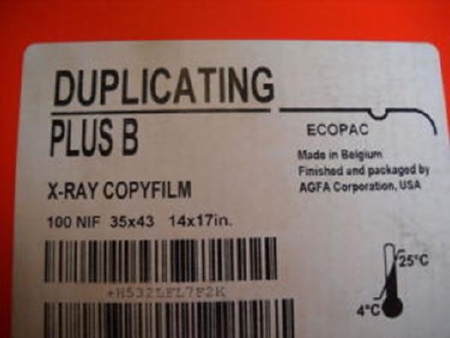 DUPLICATING
PLUS B
ECOPAC
Made in Belgium
Finished and packaged by
AGFA Corporation, USA
X-RAY COPYFILM
100 NIF 35x43 14x17in.
+H532LFL7F2K
25°C
4°C